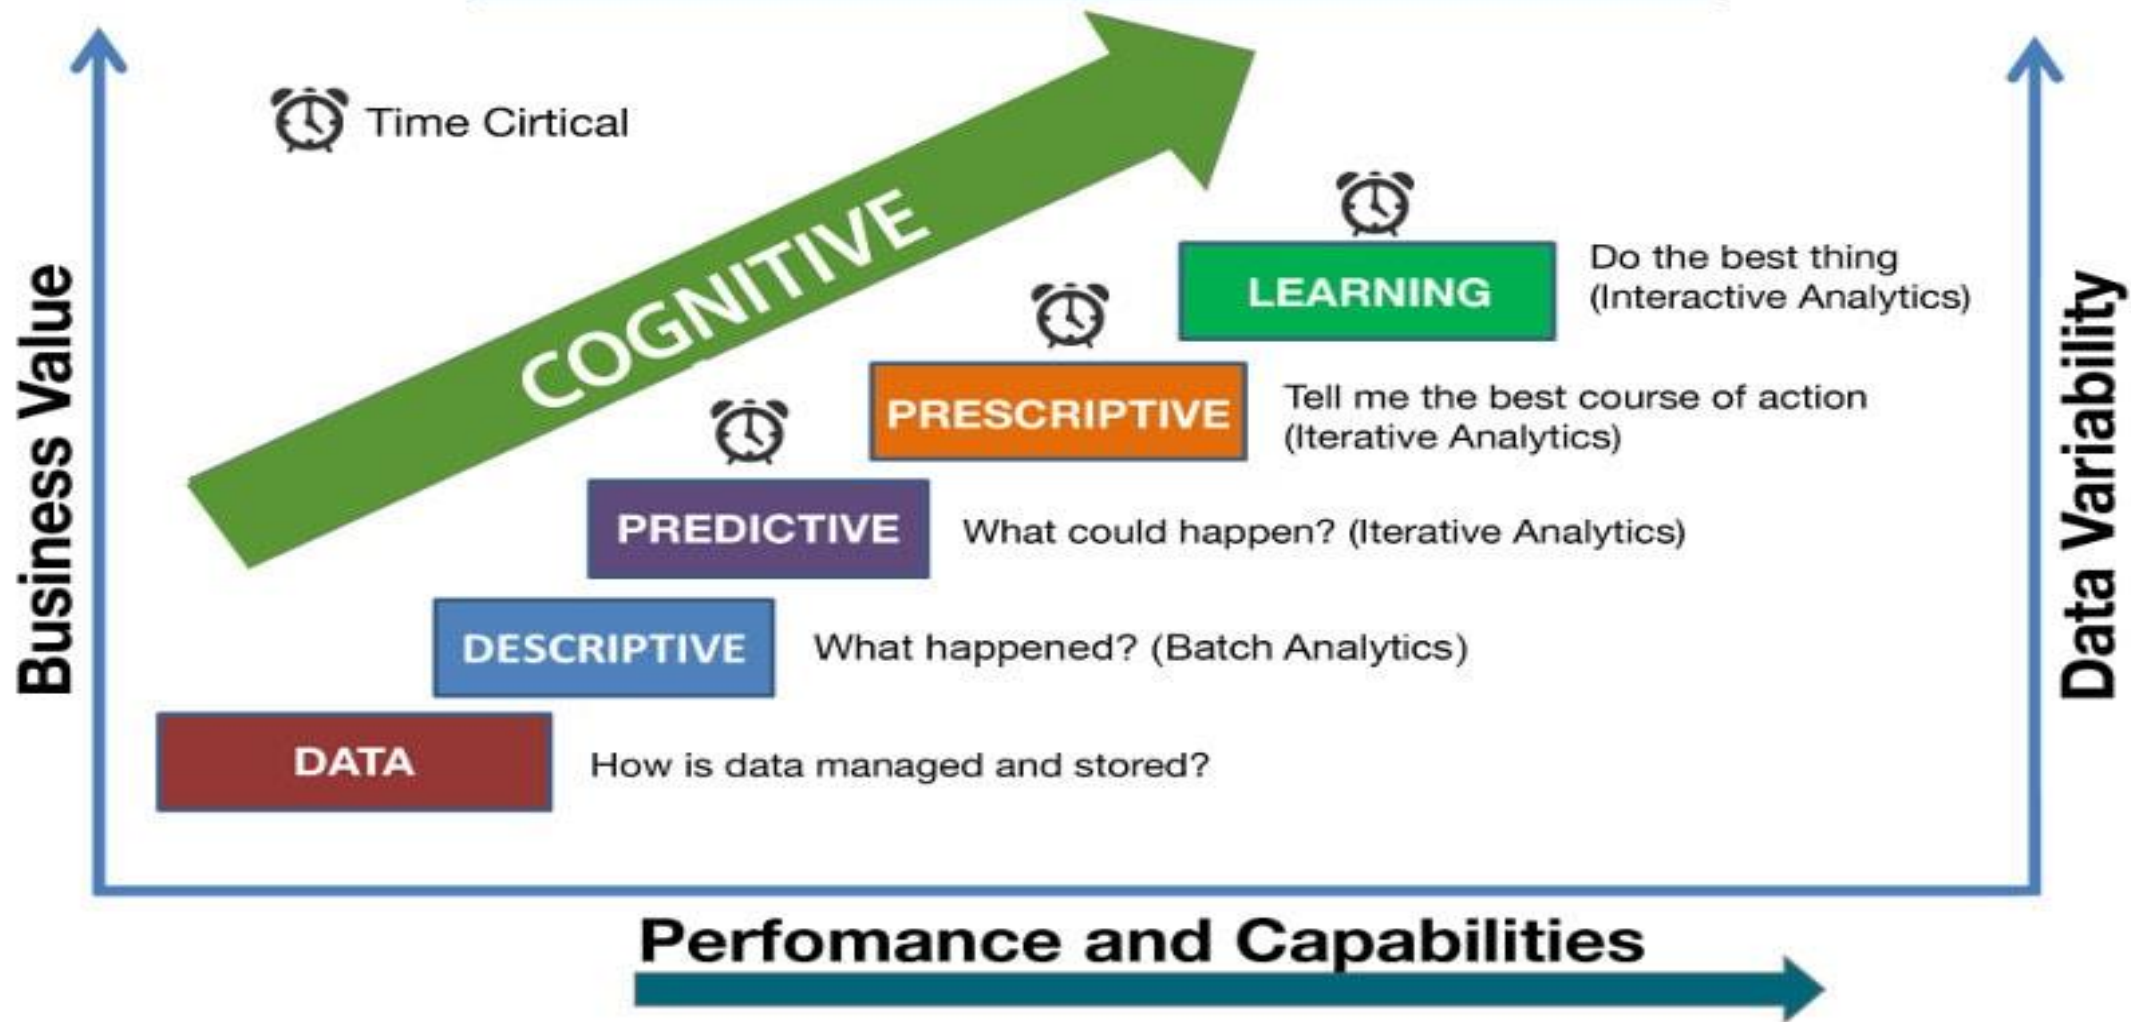 Time Cirtical
COGNITIVE
LEARNING
Do the best thing
(Interactive Analytics)
PRESCRIPTIVE
Tell me the best course of action
(Iterative Analytics)
PREDICTIVE
What could happen? (Iterative Analytics)
DESCRIPTIVE
What happened? (Batch Analytics)
DATA
How is data managed and stored?
Business Value
Data Variability
Perfomance and Capabilities